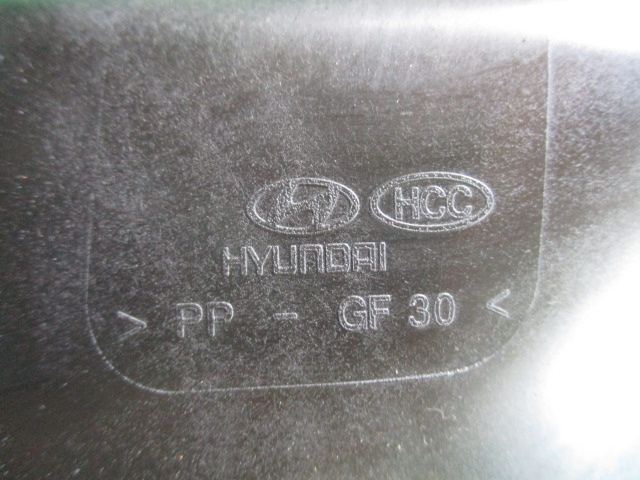 HCC
HYUNDAI
> PP - GF 30 <